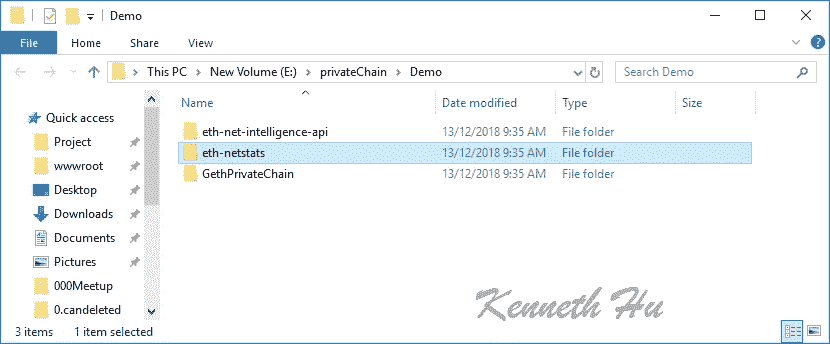 Demo
File Home Share View
This PC New Volume (E:) privateChain Demo Search Demo
Name Date modified Type Size
Quick access
Project
wwwroot
Desktop
Downloads
Documents
Pictures
000Meetup
0.candeleted
eth-net-intelligence-api 13/12/2018 9:35 AM File folder
eth-netstats 13/12/2018 9:35 AM File folder
GethPrivateChain 13/12/2018 9:35 AM File folder
Kenneth Hu
3 items 1 item selected